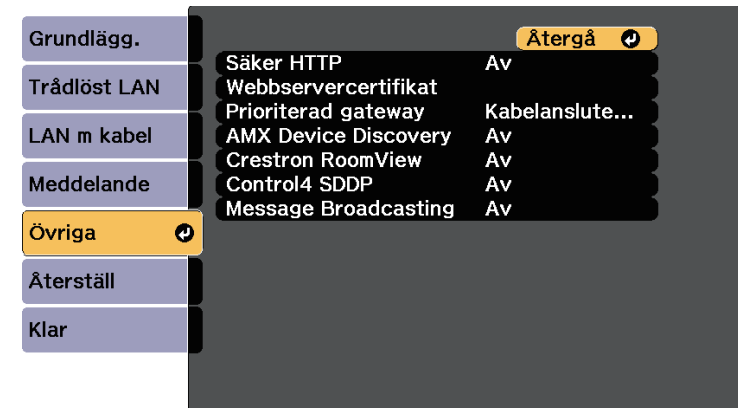 Grundlägg.
Trådlöst LAN
LAN m kabel
Meddelande
Övriga
Återställ
Klar
Återgå
Säker HTTP Av
Webbservercertifikat
Prioriterad gateway Kabelanslute...
AMX Device Discovery Av
Crestron RoomView Av
Control4 SDDP Av
Message Broadcasting Av